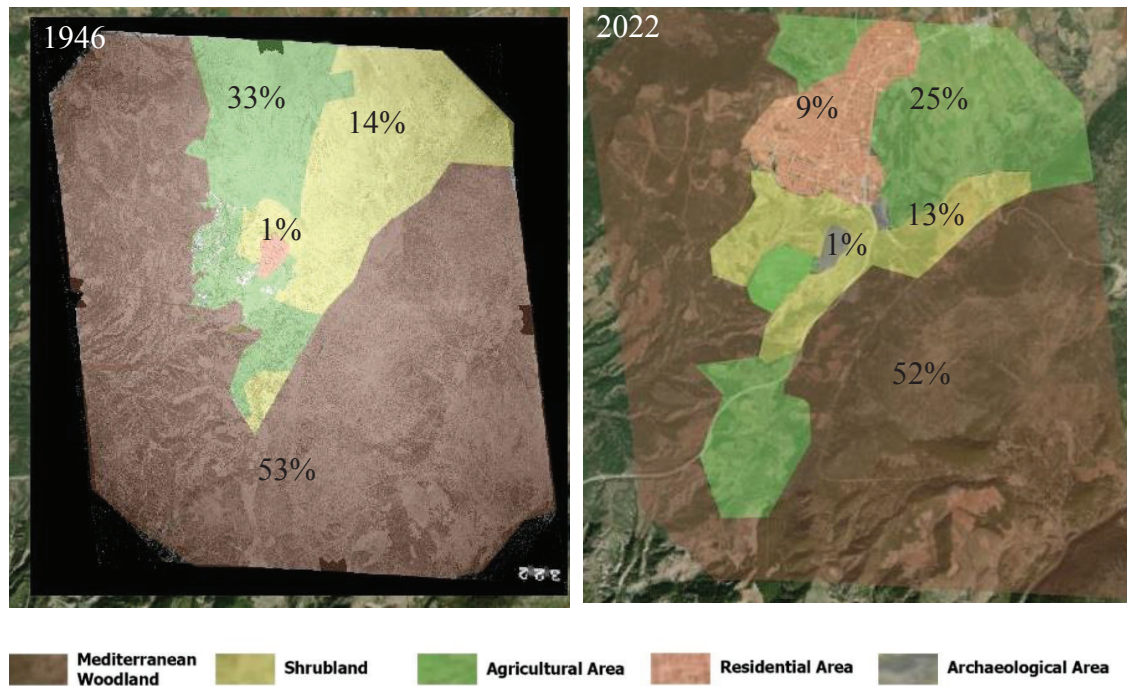 1946
33%
14%
1%
53%
322
2022
9%
25%
13%
1%
52%
Mediterranean
Woodland
Shrubland
Agricultural Area
Residential Area
Archaeological Area